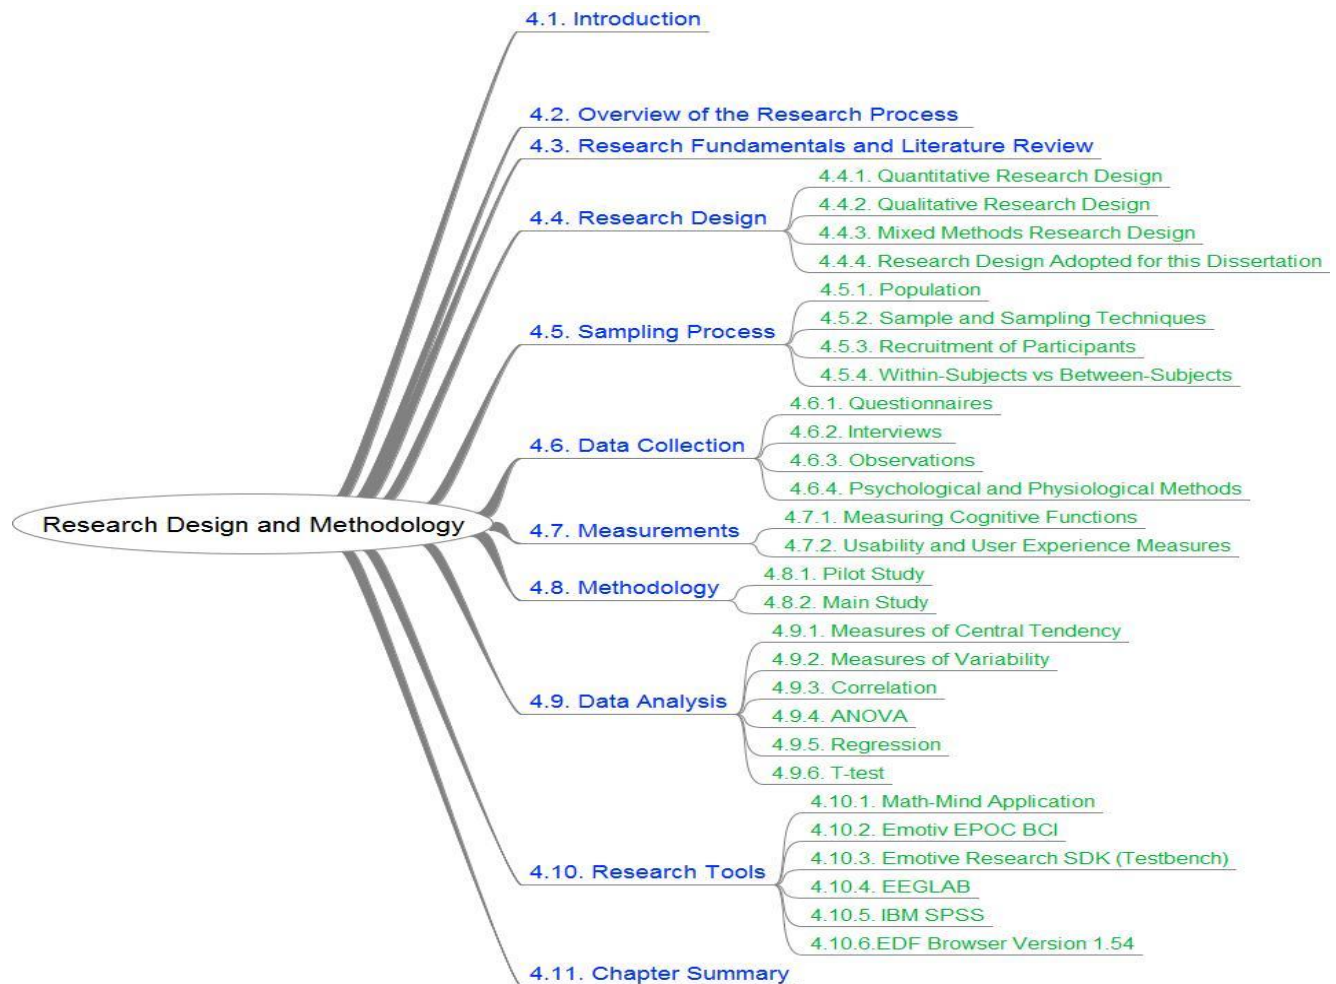 4.1. Introduction
4.2. Overview of the Research Process
4.3. Research Fundamentals and Literature Review
4.4. Research Design
4.4.1. Quantitative Research Design
4.4.2. Qualitative Research Design
4.4.3. Mixed Methods Research Design
4.4.4. Research Design Adopted for this Dissertation
4.5. Sampling Process
4.5.1. Population
4.5.2. Sample and Sampling Techniques
4.5.3. Recruitment of Participants
4.5.4. Within-Subjects vs Between-Subjects
4.6. Data Collection
4.6.1. Questionnaires
4.6.2. Interviews
4.6.3. Observations
4.6.4. Psychological and Physiological Methods
Research Design and Methodology
4.7. Measurements
4.7.1. Measuring Cognitive Functions
4.7.2. Usability and User Experience Measures
4.8. Methodology
4.8.1. Pilot Study
4.8.2. Main Study
4.9. Data Analysis
4.9.1. Measures of Central Tendency
4.9.2. Measures of Variability
4.9.3. Correlation
4.9.4. ANOVA
4.9.5. Regression
4.9.6. T-test
4.10. Research Tools
4.10.1. Math-Mind Application
4.10.2. Emotiv EPOC BCI
4.10.3. Emotive Research SDK (Testbench)
4.10.4. EEGLAB
4.10.5. IBM SPSS
4.10.6.EDF Browser Version 1.54
4.11. Chapter Summary